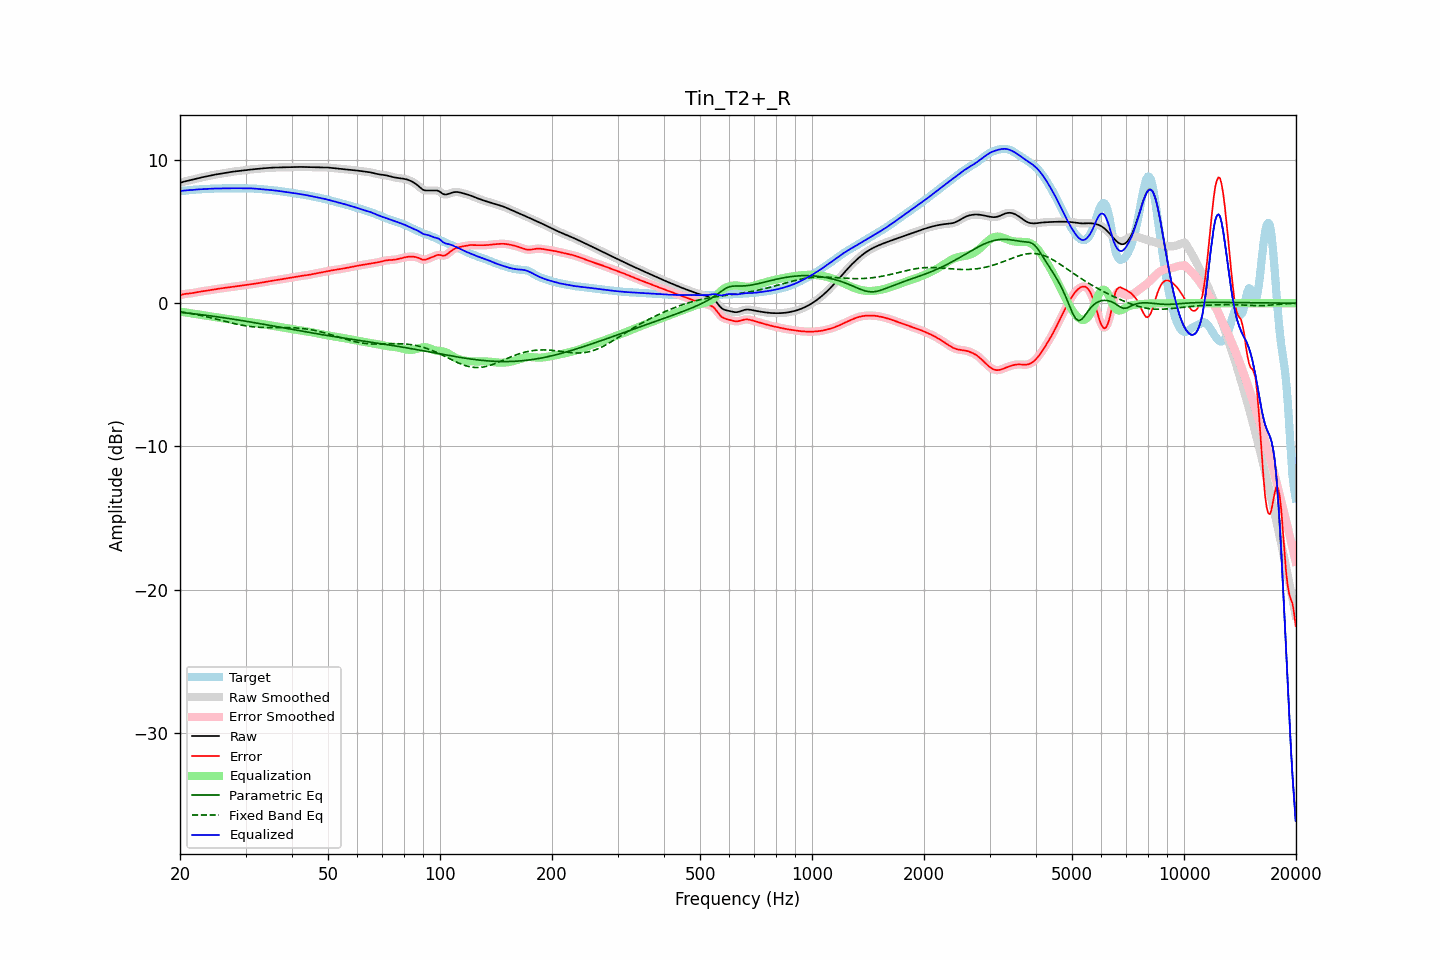 Tin_T2+_R
Amplitude (dBr)
10
0
−10
−20
−30
Target
Raw Smoothed
Error Smoothed
Raw
Error
Equalization
Parametric Eq
Fixed Band Eq
Equalized
20
50
100
200
500
1000
2000
5000
10000
20000
Frequency (Hz)